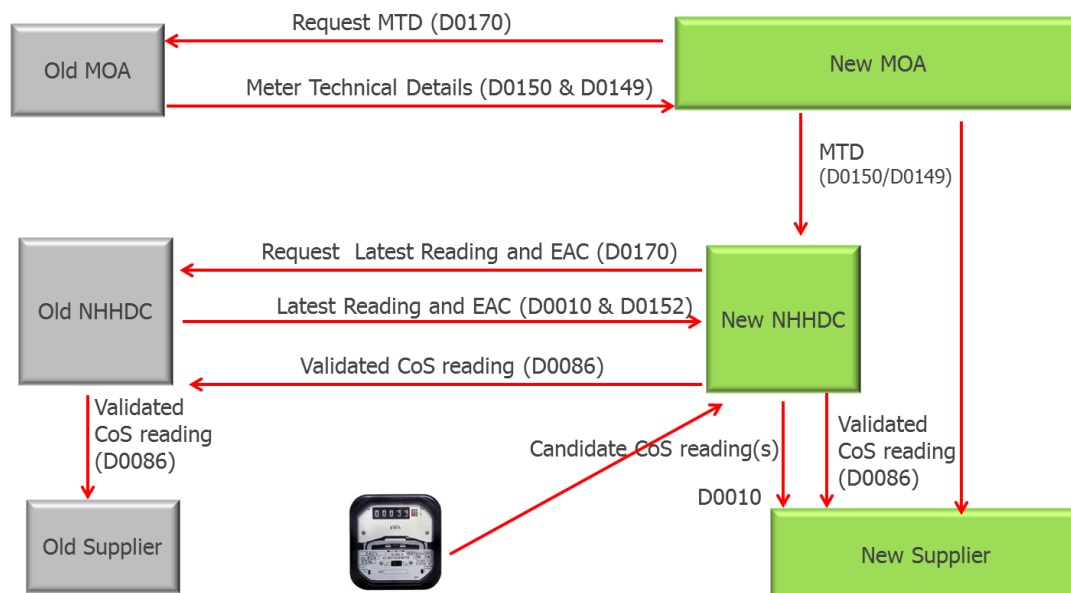 Request MTD (D0170)
Old MOA
New MOA
Meter Technical Details (D0150 & D0149)
MTD
(D0150/D0149)
Request Latest Reading and EAC (D0170)
Old NHHDC
Latest Reading and EAC (D0010 & D0152)
New NHHDC
Validated CoS reading (D0086)
Validated
CoS reading
(D0086)
Candidate CoS reading(s)
Validated
CoS reading
(D0086)
D0010
00033
kWh
Old Supplier
New Supplier